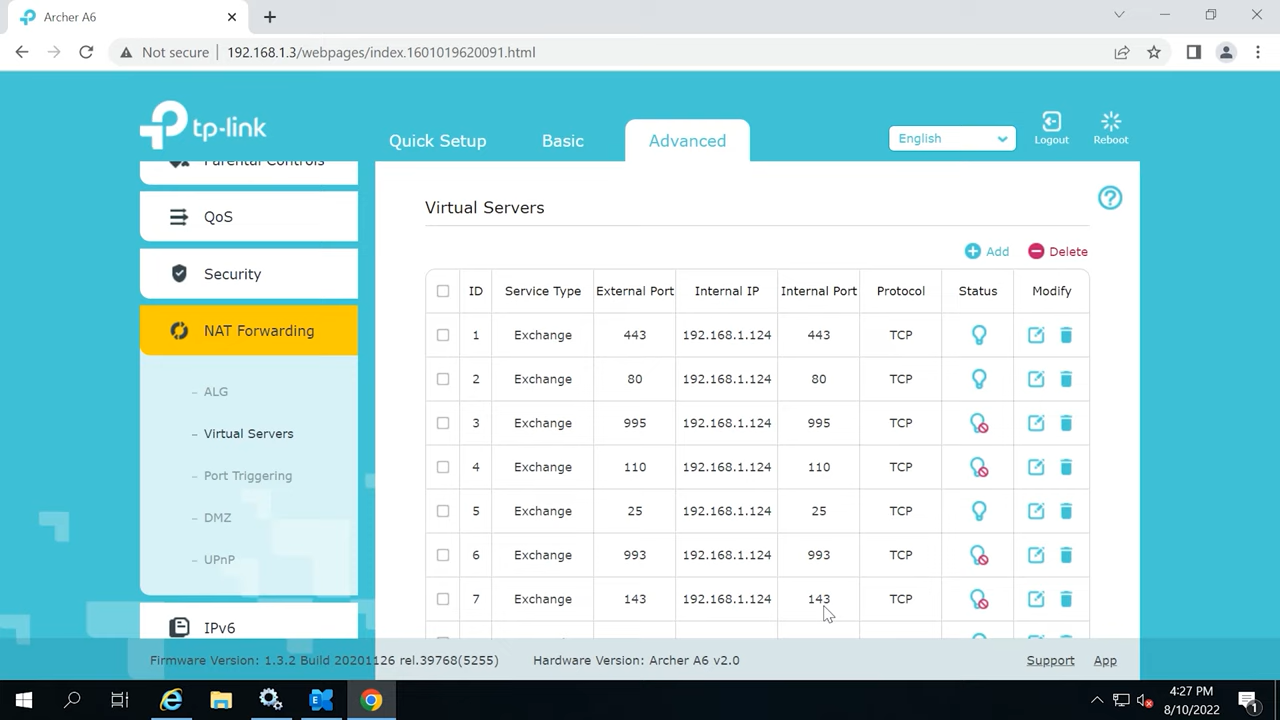 Archer A6
Not secure 192.168.1.3/webpages/index.1601019620091.html
tp-link
Quick Setup
Basic
Advanced
English
Logout
Reboot
Parental Controls
QoS
Security
NAT Forwarding
– ALG
– Virtual Servers
– Port Triggering
– DMZ
– UPnP
IPv6
Virtual Servers
?
Add Delete
ID Service Type External Port Internal IP Internal Port Protocol Status Modify
1 Exchange 443 192.168.1.124 443 TCP
2 Exchange 80 192.168.1.124 80 TCP
3 Exchange 995 192.168.1.124 995 TCP
4 Exchange 110 192.168.1.124 110 TCP
5 Exchange 25 192.168.1.124 25 TCP
6 Exchange 993 192.168.1.124 993 TCP
7 Exchange 143 192.168.1.124 143 TCP
Firmware Version: 1.3.2 Build 20201126 rel.39768(5255) Hardware Version: Archer A6 v2.0 Support App
4:27 PM
8/10/2022
1